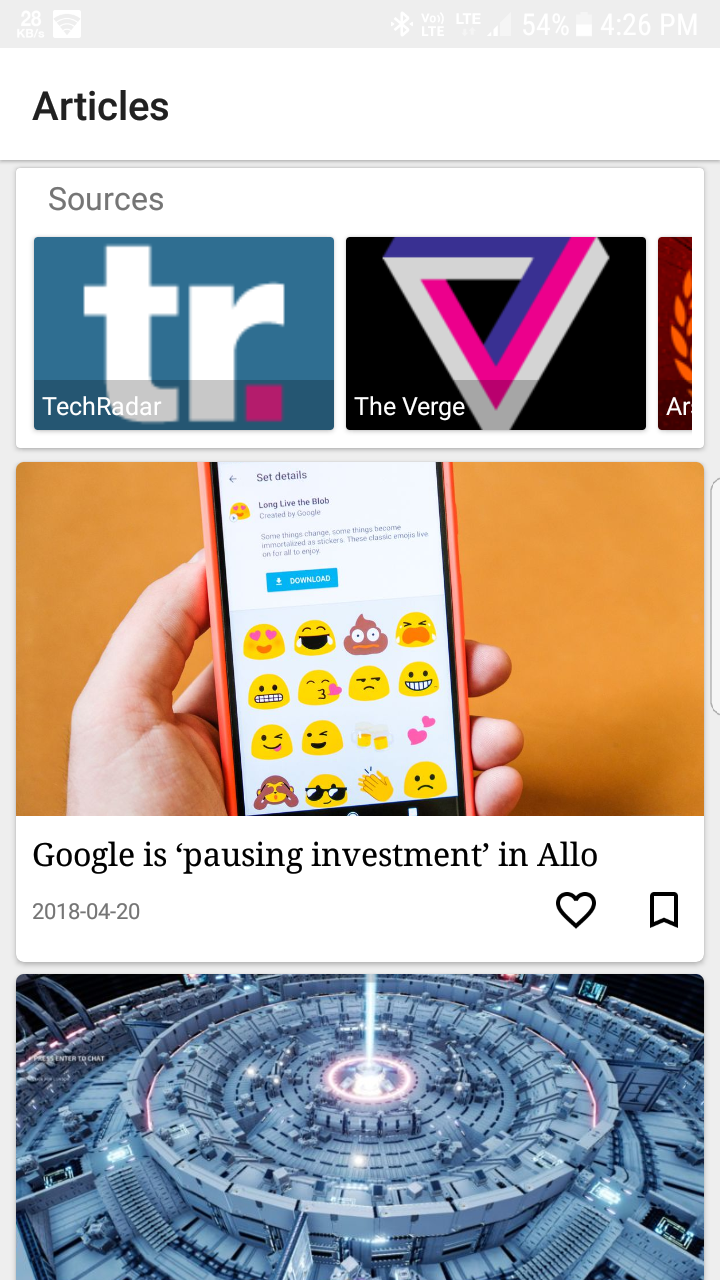 28
KB/s
Vo)
LTE
LTE
54%
4:26 PM
Articles
Sources
tr.
TechRadar
The Verge
Ar
Set details
Long Live the Blob
Created by Google
Some things change, some things become
immortalized as stickers. These classic emojis live
on for all to enjoy.
DOWNLOAD
Google is ‘pausing investment’ in Allo
2018-04-20
PRESS ENTER TO CHAT